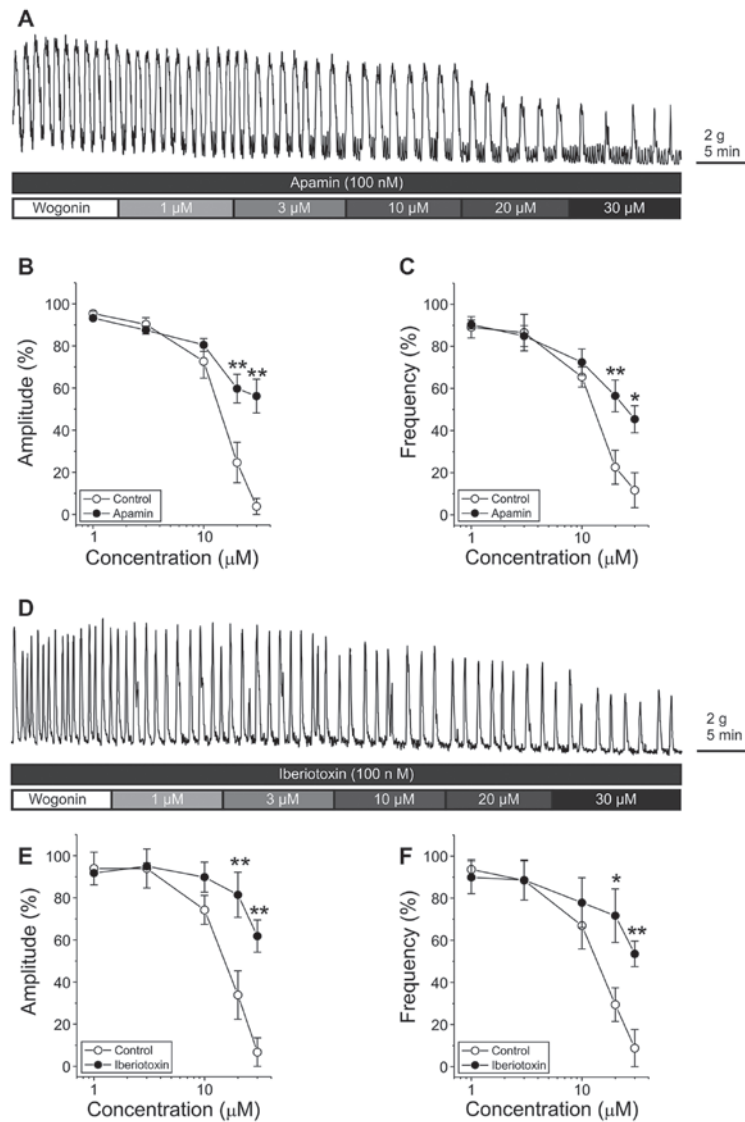 A
2 g
5 min
Apamin (100 nM)
Wogonin 1 μM 3 μM 10 μM 20 μM 30 μM
B
100
80
60
40
20
0
Amplitude (%)
** **
Control
Apamin
1 10
Concentration (μM)
C
100
80
60
40
20
0
Frequency (%)
** *
Control
Apamin
1 10
Concentration (μM)
D
2 g
5 min
Iberiotoxin (100 n M)
Wogonin 1 μM 3 μM 10 μM 20 μM 30 μM
E
100
80
60
40
20
0
Amplitude (%)
**
**
Control
Iberiotoxin
1 10
Concentration (μM)
F
100
80
60
40
20
0
Frequency (%)
*
**
Control
Iberiotoxin
1 10
Concentration (μM)